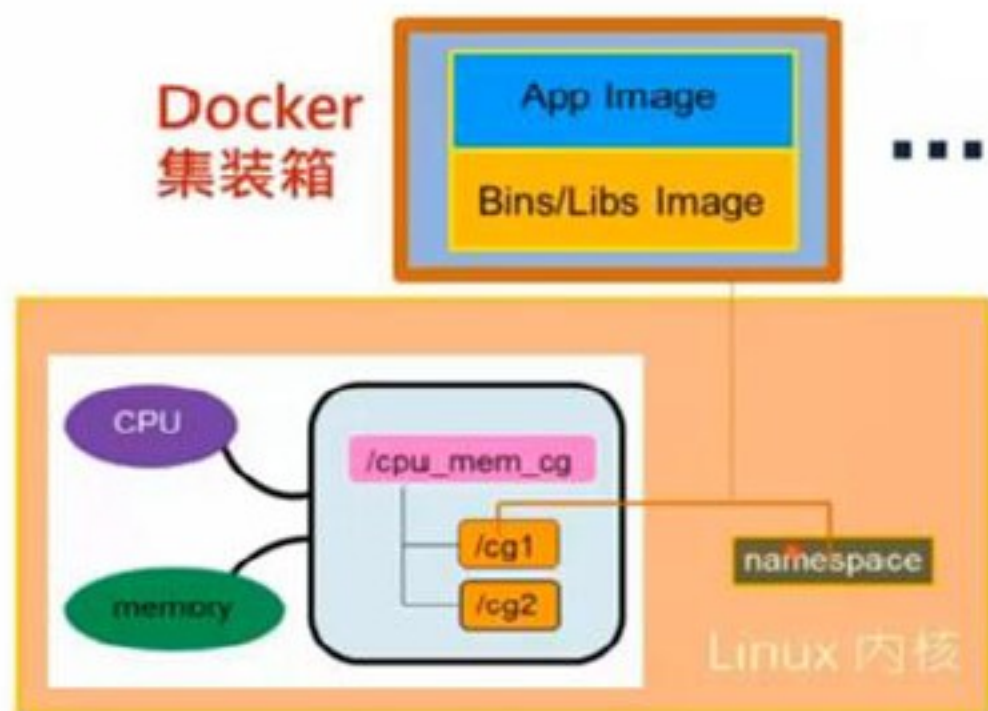 Docker
集装箱
App Image
Bins/Libs Image
CPU
memory
/cpu_mem_cg
/cg1
/cg2
namespace
Linux 内核